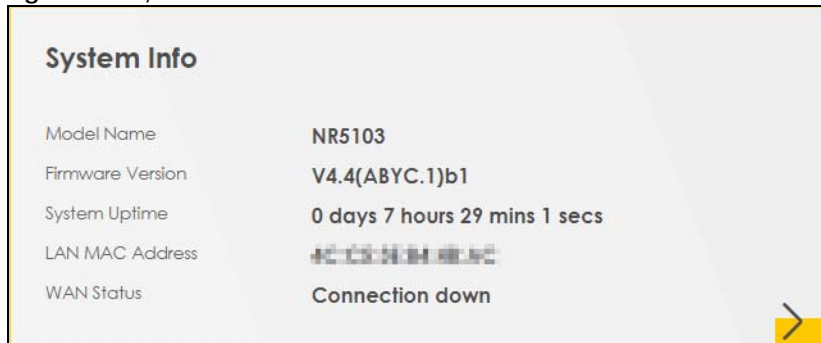 System Info
Model Name NR5103
Firmware Version V4.4(ABYC.1)b1
System Uptime 0 days 7 hours 29 mins 1 secs
LAN MAC Address
WAN Status Connection down